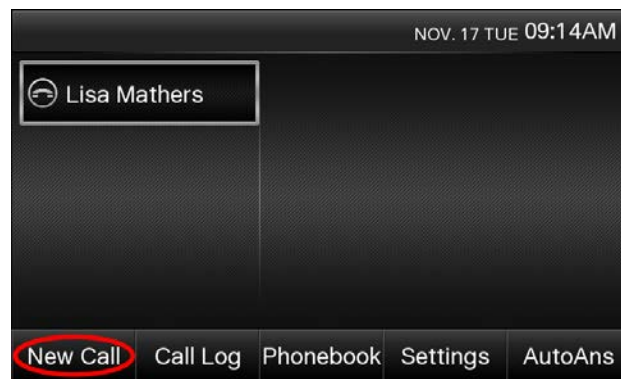 NOV. 17 TUE 09:14AM
Lisa Mathers
New Call Call Log Phonebook Settings AutoAns